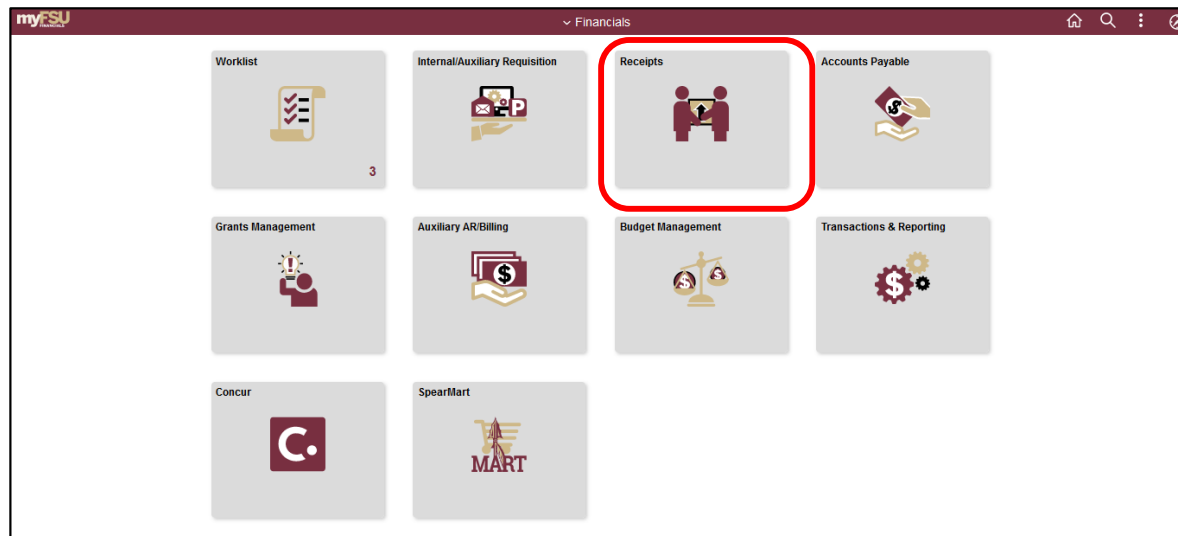 myFSU
FINANCIALS
Financials
Worklist
3
Internal/Auxiliary Requisition
P
Receipts
Accounts Payable
$
Grants Management
!
Auxiliary AR/Billing
$
Budget Management
$ $
Transactions & Reporting
$
Concur
C.
SpearMart
MART